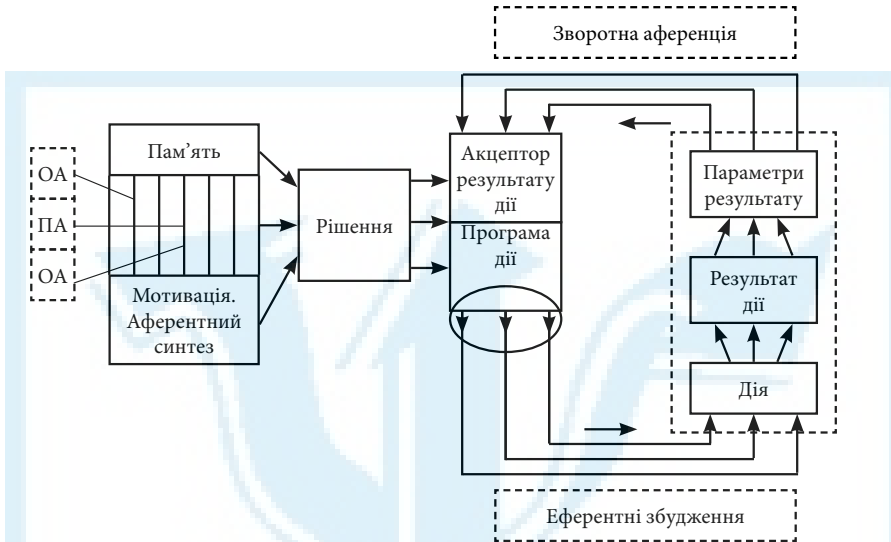 Зворотна аференція
Пам’ять
ОА
ПА
ОА
Мотивація.
Аферентний
синтез
Рішення
Акцептор
результату
дії
Програма
дії
Параметри
результату
Результат
дії
Дія
Еферентні збудження